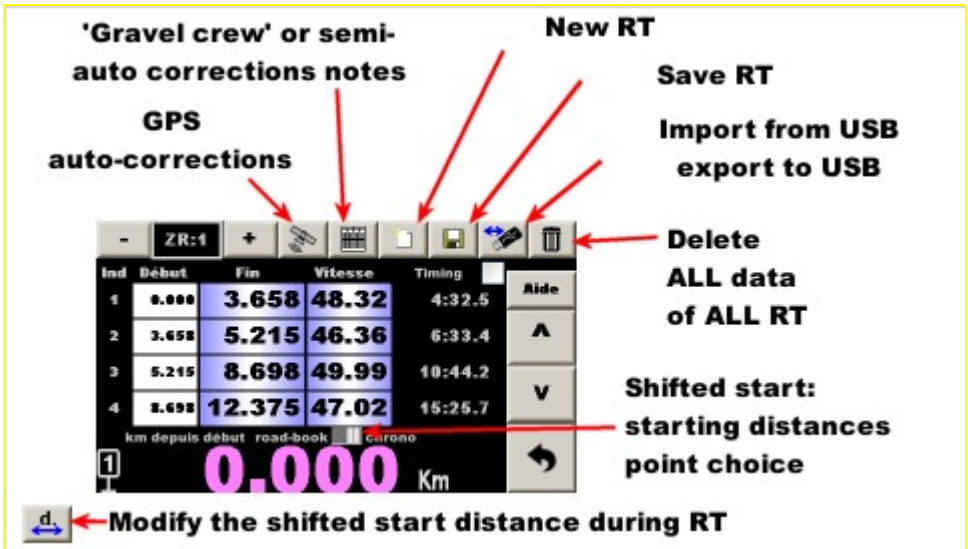 'Gravel crew' or semi-
auto corrections notes
New RT
Save RT
GPS
auto-corrections
Import from USB
export to USB
Delete
ALL data
of ALL RT
- ZR:1 +
Ind Début Fin Vitesse Timing
Aide
1 0.000 3.658 48.32 4:32.5
2 3.658 5.215 46.36 6:33.4
3 5.215 8.698 49.99 10:44.2
4 8.698 12.375 47.02 15:25.7
km depuis début road-book chrono
1 0.000 Km
Shifted start:
starting distances
point choice
d. Modify the shifted start distance during RT